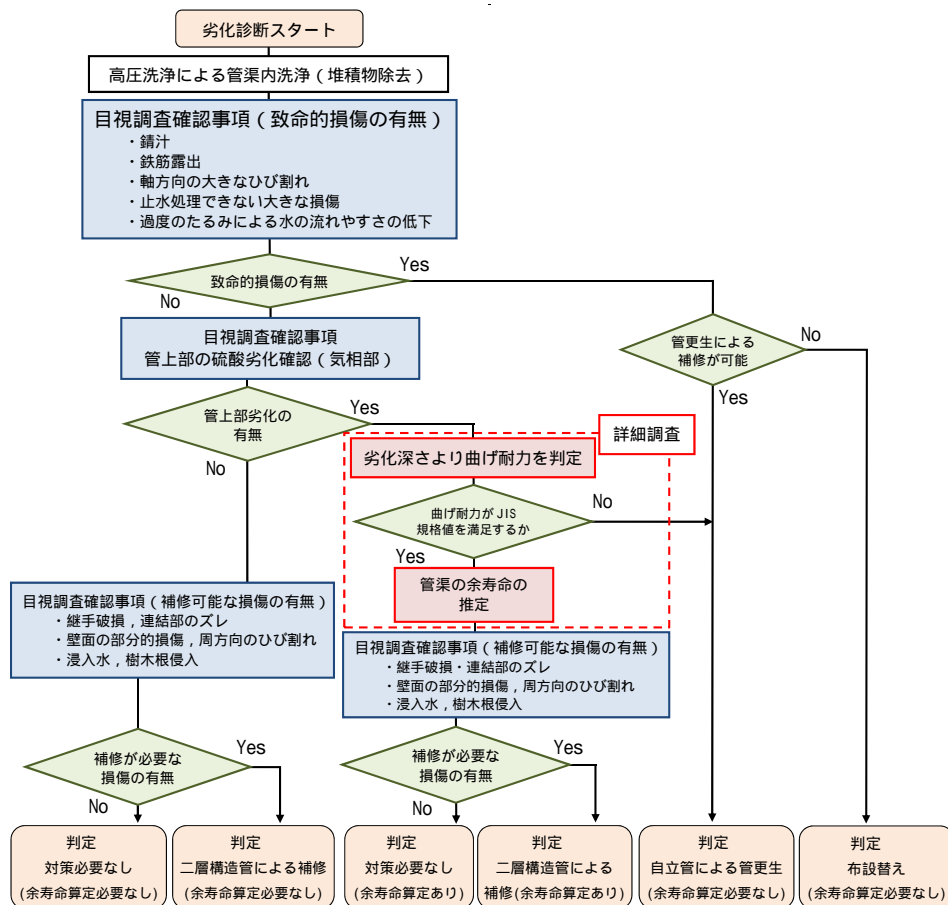 劣化診断スタート
高圧洗浄による管渠内洗浄（堆積物除去）
目視調査確認事項（致命的損傷の有無）
・錆汁
・鉄筋露出
・軸方向の大きなひび割れ
・止水処理できない大きな損傷
・過度のたるみによる水の流れやすさの低下
致命的損傷の有無
Yes
No
目視調査確認事項
管上部の硫酸劣化確認（気相部）
管更生による
補修が可能
No
Yes
管上部劣化の
有無
Yes
No
詳細調査
劣化深さより曲げ耐力を判定
曲げ耐力がJIS
規格値を満足するか
No
Yes
管渠の余寿命の
推定
目視調査確認事項（補修可能な損傷の有無）
・継手破損，連結部のズレ
・壁面の部分的損傷，周方向のひび割れ
・浸入水，樹木根侵入
目視調査確認事項（補修可能な損傷の有無）
・継手破損・連結部のズレ
・壁面の部分的損傷，周方向のひび割れ
・浸入水，樹木根侵入
補修が必要な
損傷の有無
Yes
No
補修が必要な
損傷の有無
Yes
No
判定
対策必要なし
(余寿命算定必要なし)
判定
二層構造管による補修
(余寿命算定必要なし)
判定
対策必要なし
(余寿命算定あり)
判定
二層構造管による
補修(余寿命算定あり)
判定
自立管による管更生
(余寿命算定必要なし)
判定
布設替え
(余寿命算定必要なし)